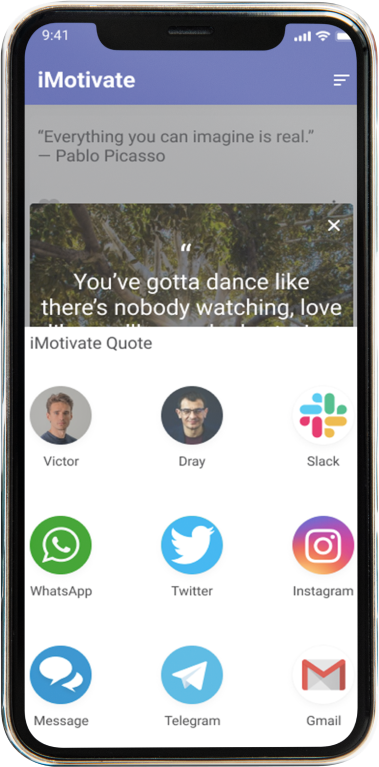 9:41
iMotivate
“Everything you can imagine is real.”
— Pablo Picasso
“
You’ve gotta dance like
there’s nobody watching, love
iMotivate Quote
Victor
Dray
Slack
WhatsApp
Twitter
Instagram
Message
Telegram
Gmail